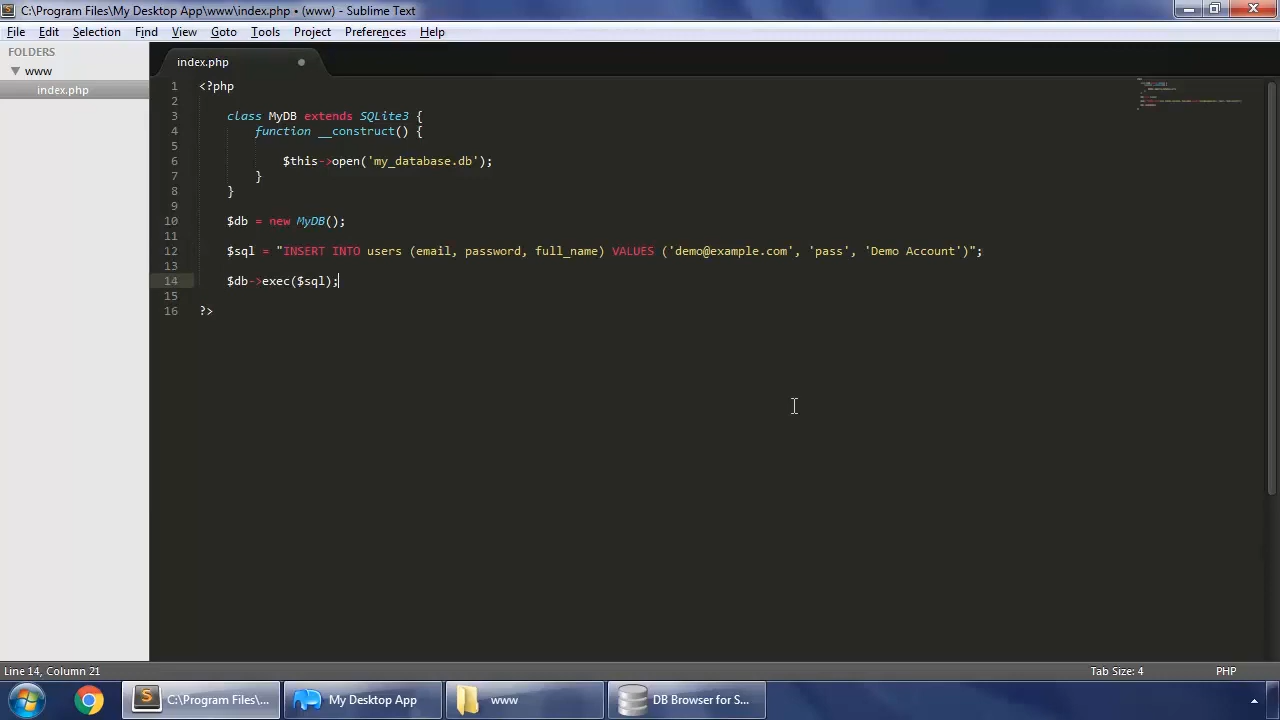 C:\Program Files\My Desktop App\www\index.php • (www) - Sublime Text
File Edit Selection Find View Goto Tools Project Preferences Help
FOLDERS
www
index.php
index.php
1 <?php
2
3 class MyDB extends SQLite3 {
4 function __construct() {
5
6 $this->open('my_database.db');
7 }
8 }
9
10 $db = new MyDB();
11
12 $sql = "INSERT INTO users (email, password, full_name) VALUES ('demo@example.com', 'pass', 'Demo Account')";
13
14 $db->exec($sql);
15
16 ?>
Line 14, Column 21 Tab Size: 4 PHP
C:\Program Files\... My Desktop App www DB Browser for S...